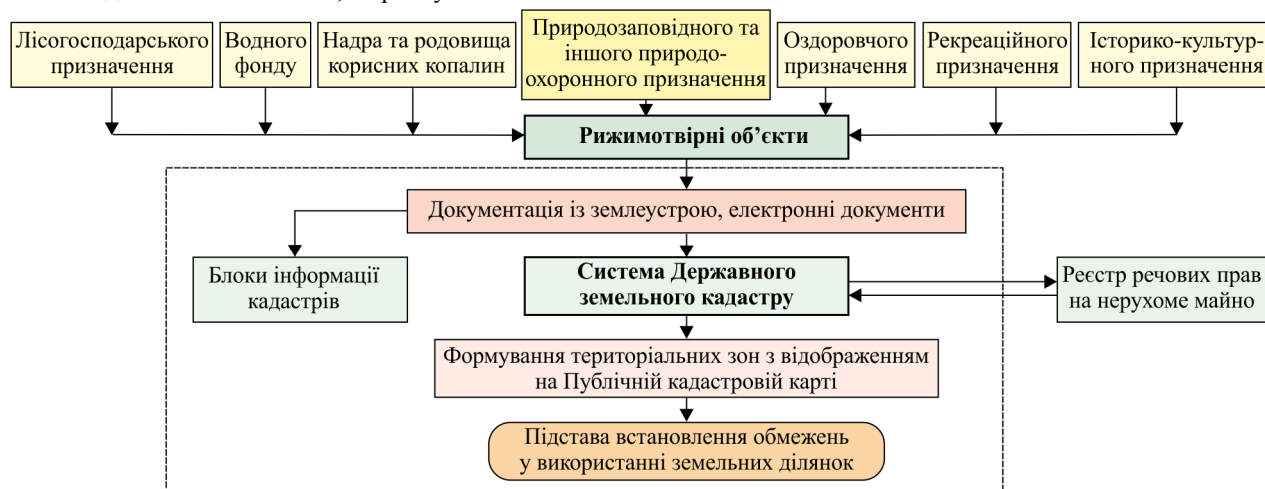 Лісогосподарського
призначення
Водного
фонду
Надра та родовища
корисних копалин
Природозаповідного та
іншого природо-
охоронного призначення
Оздоровчого
призначення
Рекреаційного
призначення
Історико-культур-
ного призначення
Рижимотвірні об’єкти
Документація із землеустрою, електронні документи
Блоки інформації
кадастрів
Система Державного
земельного кадастру
Реєстр речових прав
на нерухоме майно
Формування територіальних зон з відображенням
на Публічній кадастровій карті
Підстава встановлення обмежень
у використанні земельних ділянок